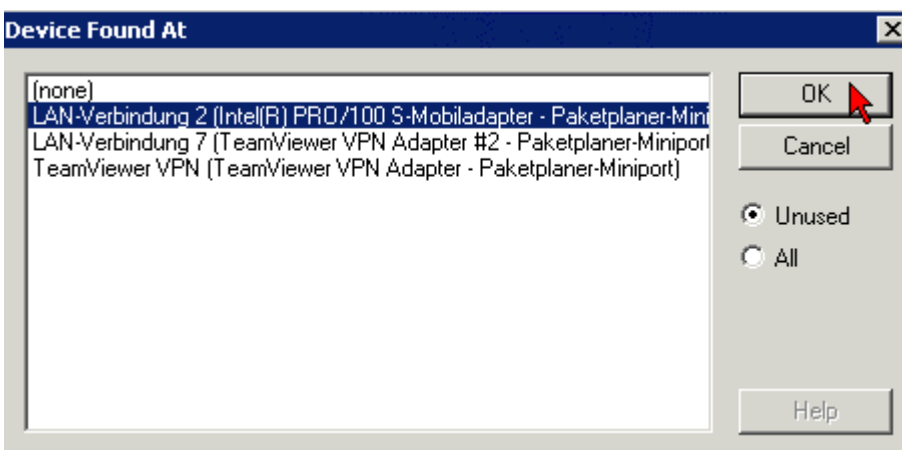 Device Found At
(none)
LAN-Verbindung 2 (Intel(R) PRO/100 S-Mobiladapter - Paketplaner-Mini
LAN-Verbindung 7 (TeamViewer VPN Adapter #2 - Paketplaner-Miniport
TeamViewer VPN (TeamViewer VPN Adapter - Paketplaner-Miniport)
OK
Cancel
Unused
All
Help